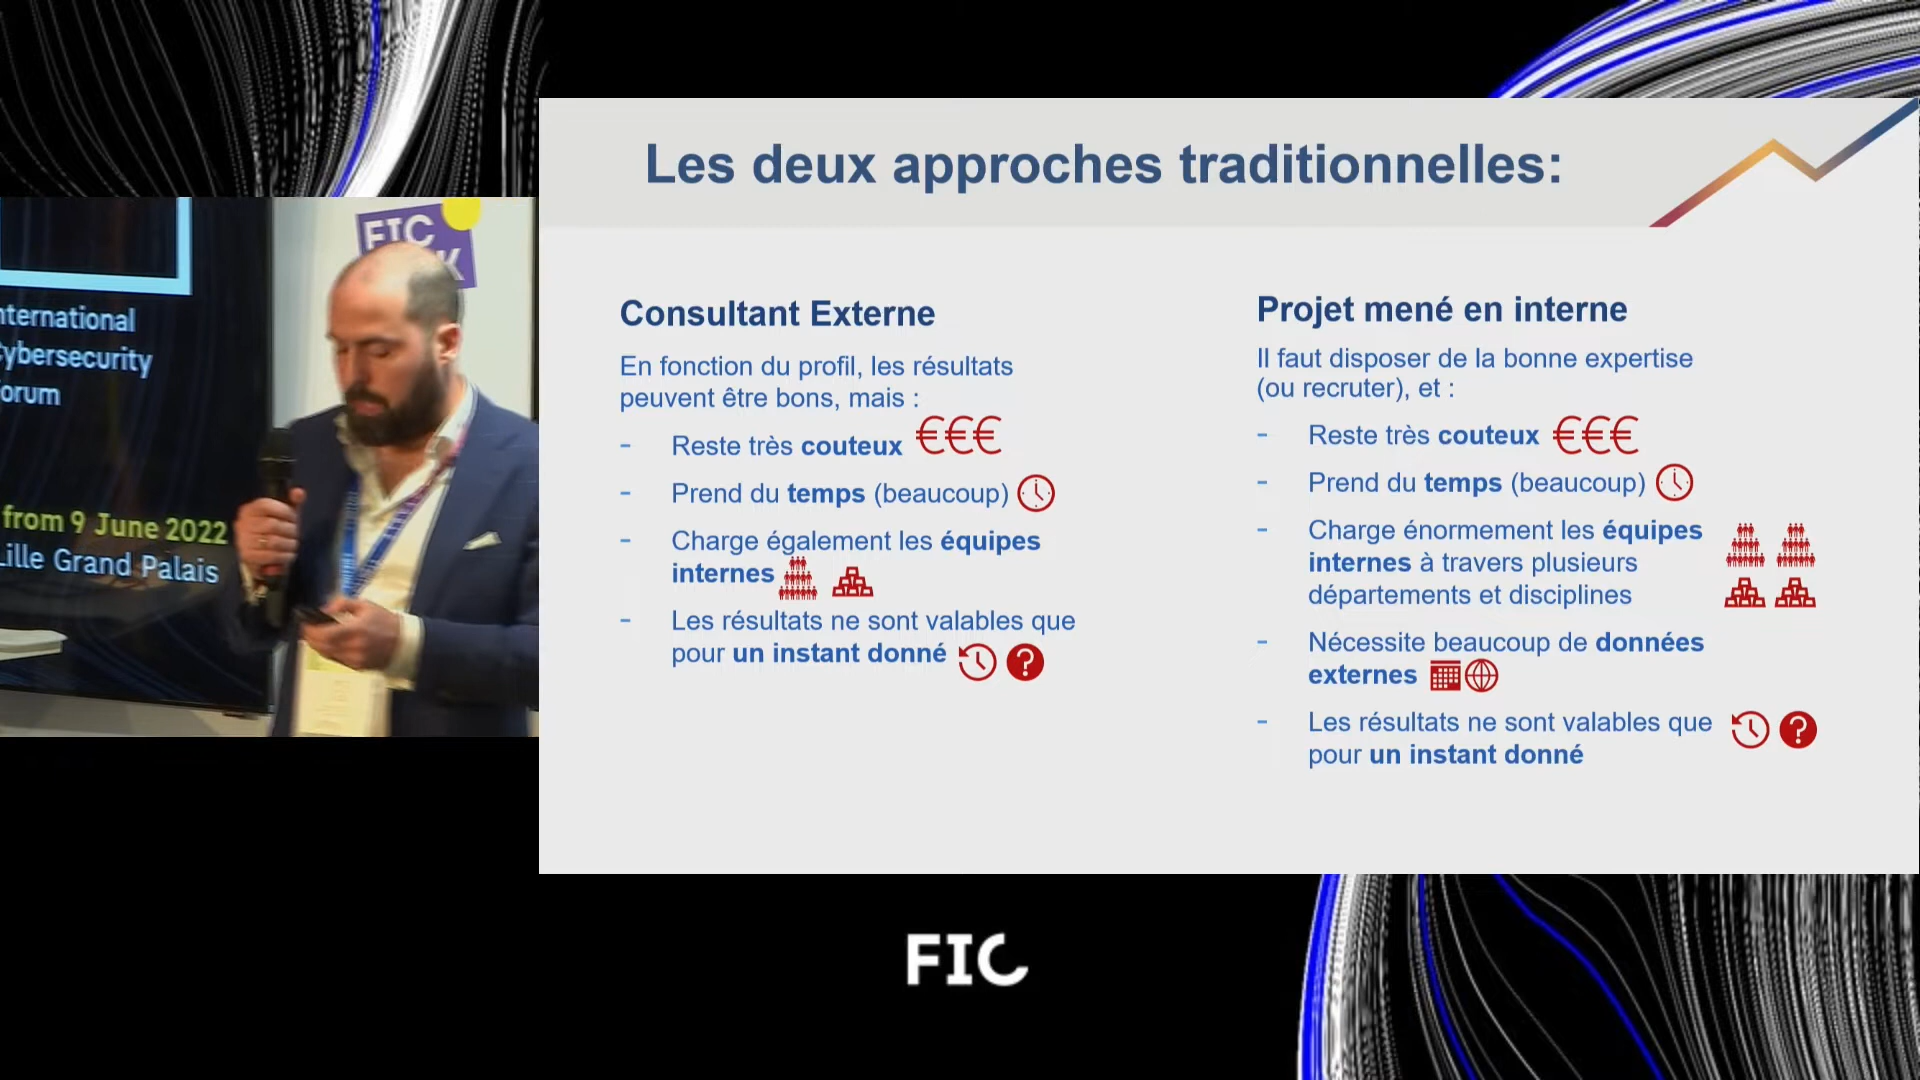 Les deux approches traditionnelles:
Consultant Externe
En fonction du profil, les résultats
peuvent être bons, mais :
- Reste très couteux €€€
- Prend du temps (beaucoup)
- Charge également les équipes
internes
- Les résultats ne sont valables que
pour un instant donné ?
Projet mené en interne
Il faut disposer de la bonne expertise
(ou recruter), et :
- Reste très couteux €€€
- Prend du temps (beaucoup)
- Charge énormement les équipes
internes à travers plusieurs
départements et disciplines
- Nécessite beaucoup de données
externes
- Les résultats ne sont valables que
pour un instant donné ?
FIC
nternational
Cybersecurity
orum
from 9 June 2022
Lille Grand Palais
FIC